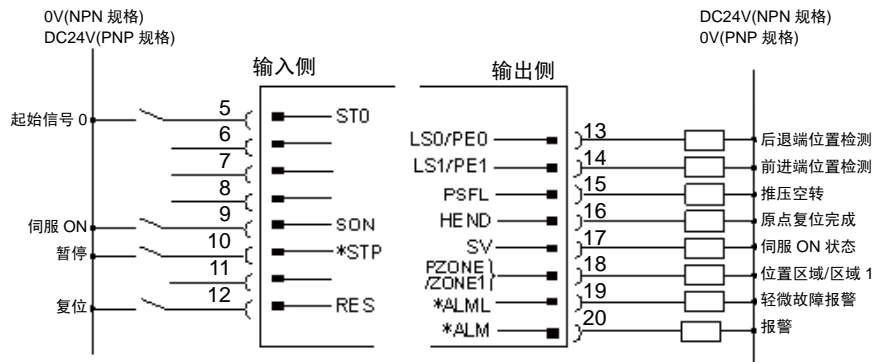 0V(NPN 规格)
DC24V(PNP 规格)
DC24V(NPN 规格)
0V(PNP 规格)
输入侧
输出侧
起始信号 0
5
ST0
6
7
8
伺服 ON
9
SON
暂停
10
*STP
11
复位
12
RES
LS0/PE0
13
后退端位置检测
LS1/PE1
14
前进端位置检测
PSFL
15
推压空转
HEND
16
原点复位完成
SV
17
伺服 ON 状态
PZONE
/ZONE1
18
位置区域/区域 1
*ALML
19
轻微故障报警
*ALM
20
报警